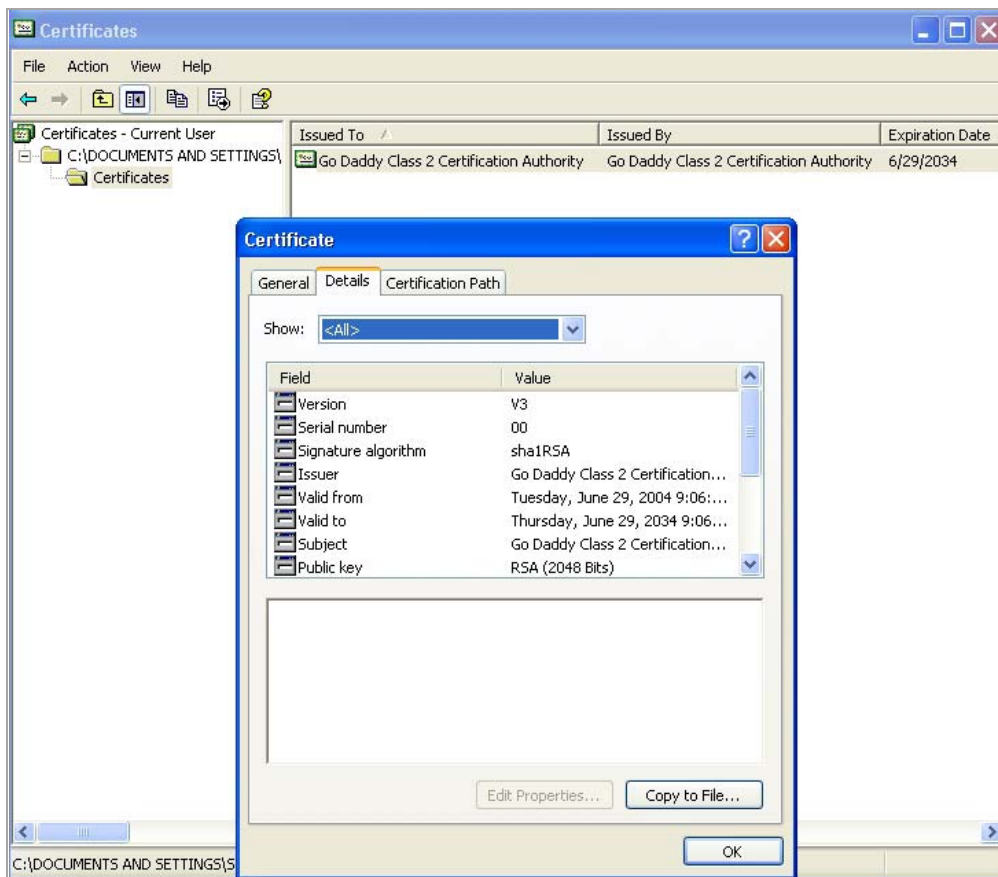 Certificates
File Action View Help
Certificates - Current User
C:\DOCUMENTS AND SETTINGS\
Certificates
Issued To Issued By Expiration Date
Go Daddy Class 2 Certification Authority Go Daddy Class 2 Certification Authority 6/29/2034
Certificate
General Details Certification Path
Show: <All>
Field Value
Version V3
Serial number 00
Signature algorithm sha1RSA
Issuer Go Daddy Class 2 Certification...
Valid from Tuesday, June 29, 2004 9:06:...
Valid to Thursday, June 29, 2034 9:06...
Subject Go Daddy Class 2 Certification...
Public key RSA (2048 Bits)
Edit Properties... Copy to File...
OK
C:\DOCUMENTS AND SETTINGS\S